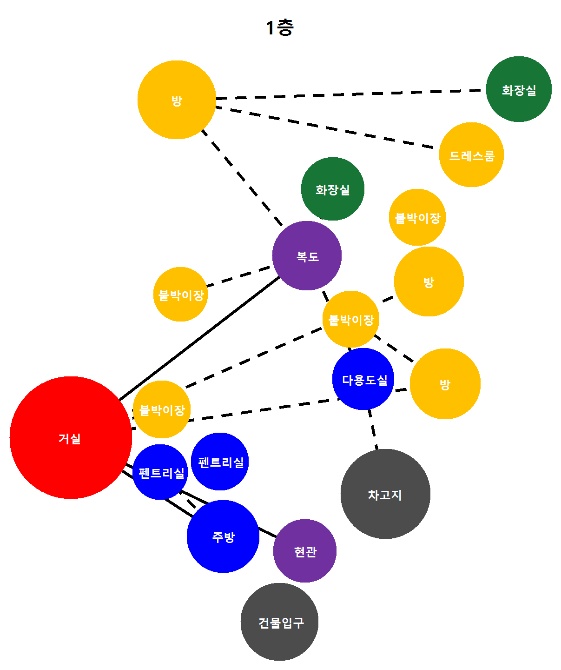 1층
방
화장실
드레스룸
화장실
붙박이장
복도
방
붙박이장
붙박이장
다용도실
방
붙박이장
거실
펜트리실
펜트리실
차고지
주방
현관
건물입구